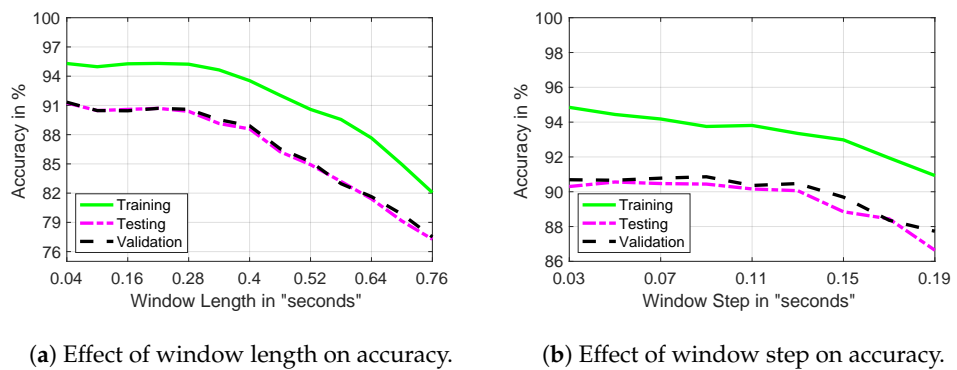 100
97
94
91
88
85
82
79
76
Accuracy in %
Training
Testing
Validation
0.04 0.16 0.28 0.4 0.52 0.64 0.76
Window Length in "seconds"
(a) Effect of window length on accuracy.
100
98
96
94
92
90
88
86
Accuracy in %
Training
Testing
Validation
0.03 0.07 0.11 0.15 0.19
Window Step in "seconds"
(b) Effect of window step on accuracy.